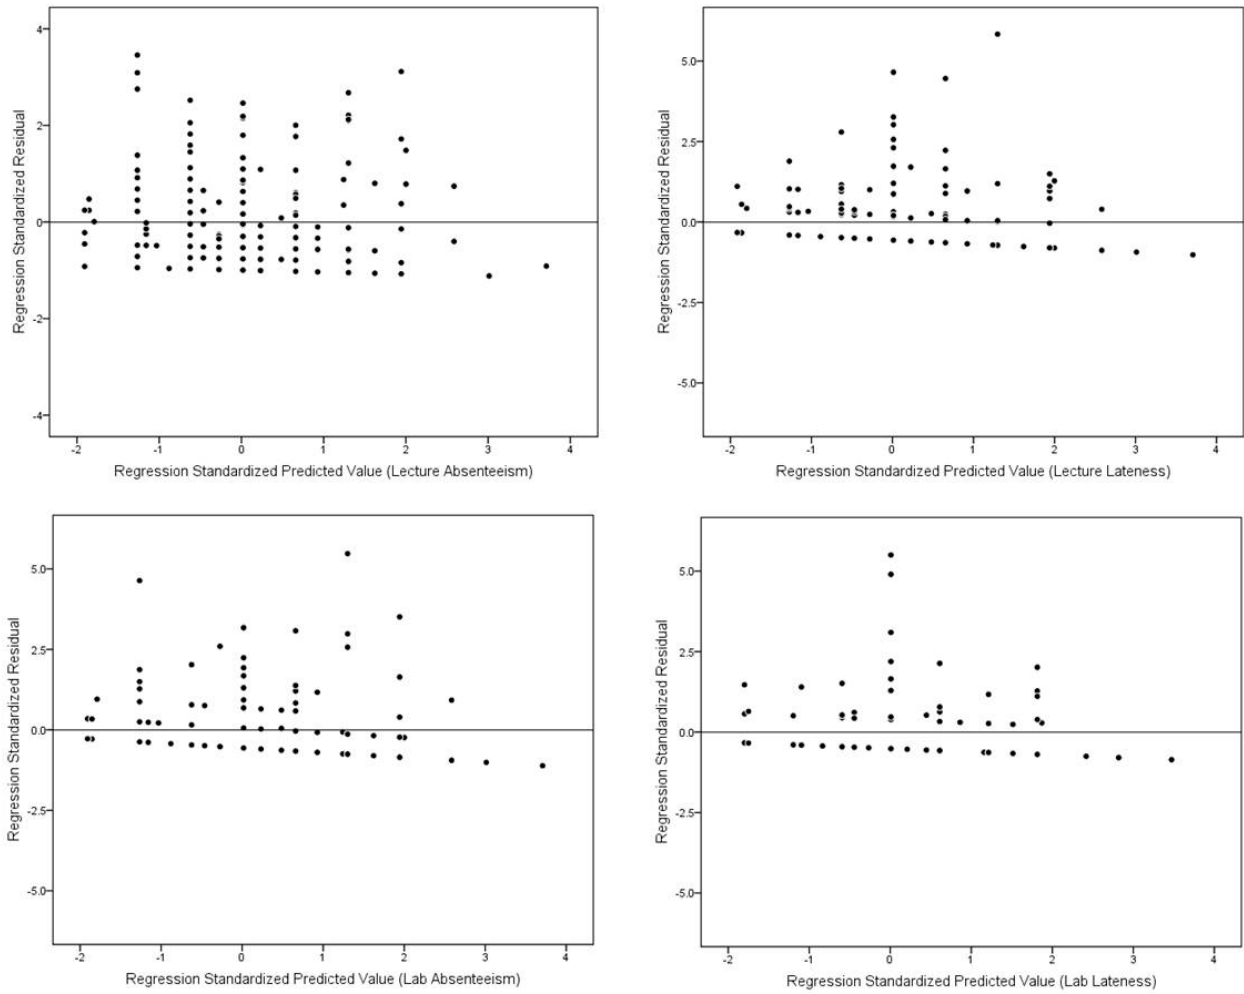 4
2
0
-2
-4
Regression Standardized Residual
-2 -1 0 1 2 3 4
Regression Standardized Predicted Value (Lecture Absenteeism)
5.0
2.5
0.0
-2.5
-5.0
Regression Standardized Residual
-2 -1 0 1 2 3 4
Regression Standardized Predicted Value (Lecture Lateness)
5.0
2.5
0.0
-2.5
-5.0
Regression Standardized Residual
-2 -1 0 1 2 3 4
Regression Standardized Predicted Value (Lab Absenteeism)
5.0
2.5
0.0
-2.5
-5.0
Regression Standardized Residual
-2 -1 0 1 2 3 4
Regression Standardized Predicted Value (Lab Lateness)